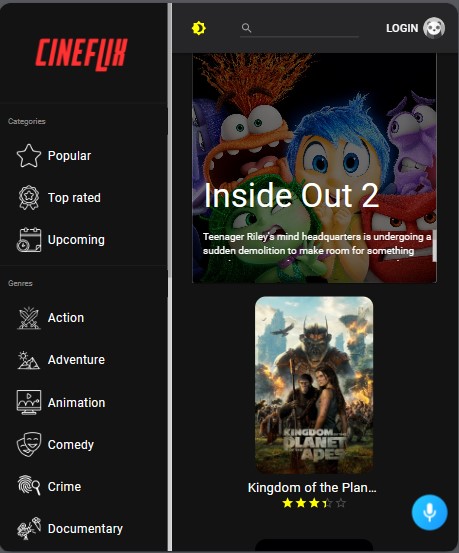 CINEFLIX
Categories
Popular
Top rated
Upcoming
Genres
Action
Adventure
Animation
Comedy
Crime
Documentary
LOGIN
Inside Out 2
Teenager Riley's mind headquarters is undergoing a
sudden demolition to make room for something
KINGDOM OF THE
PLANET
OF THE
APES
Kingdom of the Plan...